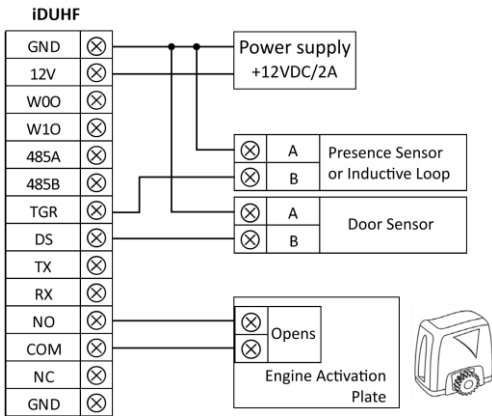 iDUHF
GND
12V
W0O
W1O
485A
485B
TGR
DS
TX
RX
NO
COM
NC
GND
Power supply
+12VDC/2A
A
B
Presence Sensor
or Inductive Loop
A
B
Door Sensor
Opens
Engine Activation
Plate